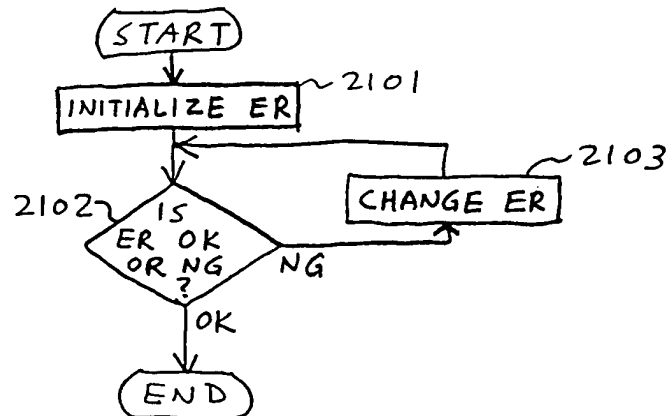 START
2101
INITIALIZE ER
2103
CHANGE ER
2102
IS
ER OK
OR NG
?
NG
OK
END